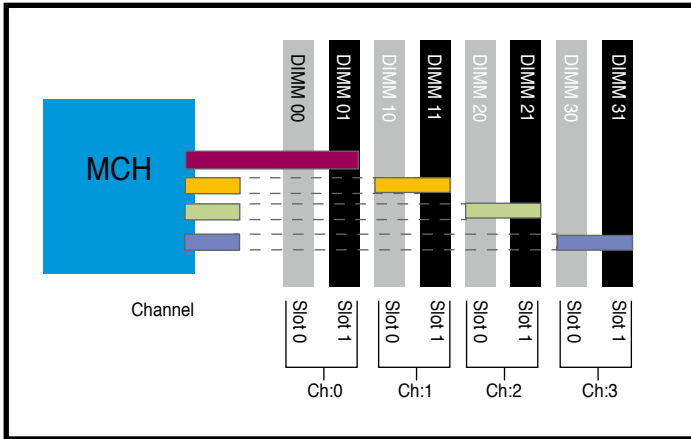 DIMM 00
DIMM 01
DIMM 10
DIMM 11
DIMM 20
DIMM 21
DIMM 30
DIMM 31
MCH
Channel
Slot 0
Slot 1
Slot 0
Slot 1
Slot 0
Slot 1
Slot 0
Slot 1
Ch:0
Ch:1
Ch:2
Ch:3